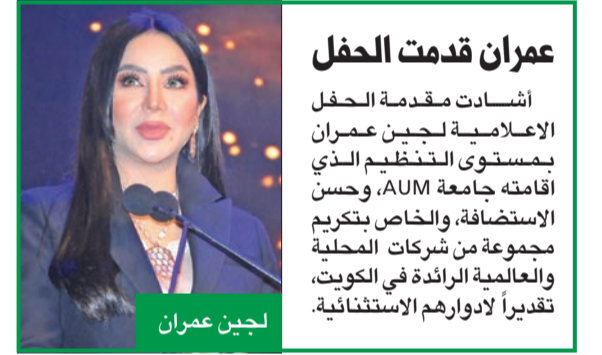 عمران قدمت الحفل
أشادت مقدمة الحفل
الاعلامية لجين عمران
بمستوى التنظيم الذي
اقامته جامعة AUM، وحسن
الاستضافة، والخاص بتكريم
مجموعة من شركات المحلية
والعالمية الرائدة في الكويت،
تقديراً لادوارهم الاستثنائية.
لجين عمران